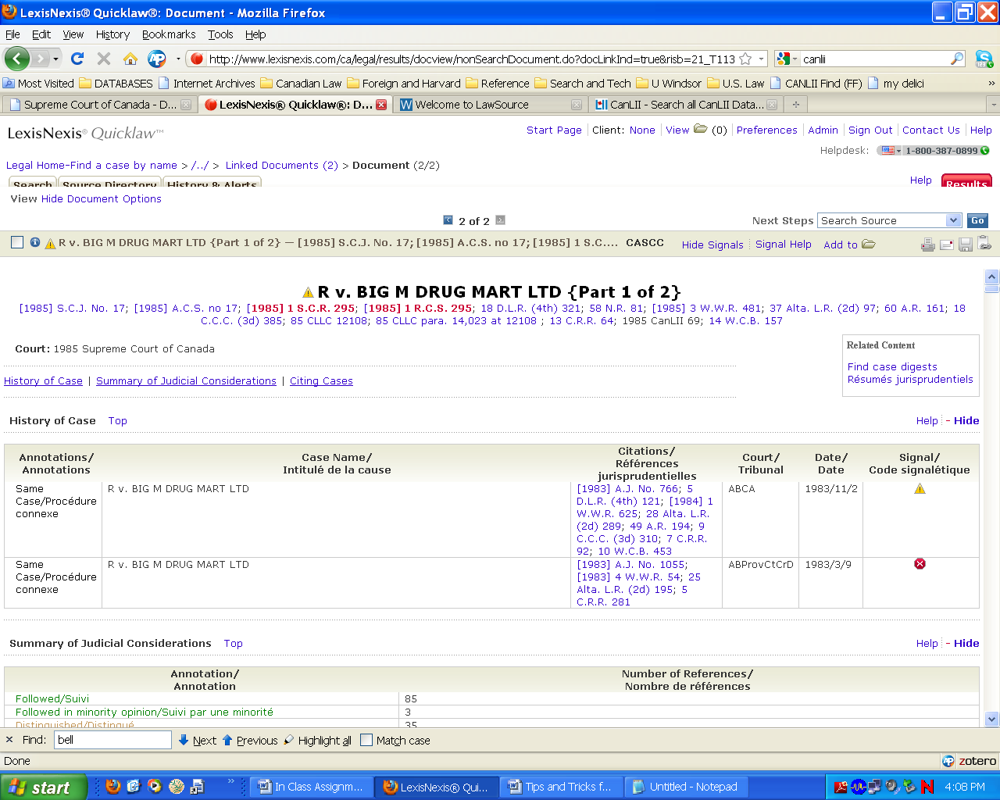 LexisNexis® Quicklaw®: Document - Mozilla Firefox
File Edit View History Bookmarks Tools Help
http://www.lexisnexis.com/ca/legal/results/docview/nonSearchDocument.do?docLinkInd=true&risb=21_T113 canlii
Most Visited DATABASES Internet Archives Canadian Law Foreign and Harvard Reference Search and Tech U Windsor U.S. Law CANLII Find (FF) my delici »
Supreme Court of Canada - D... LexisNexis® Quicklaw®: D... Welcome to LawSource CanLII - Search all CanLII Data...
LexisNexis® Quicklaw™ Start Page Client: None View (0) Preferences Admin Sign Out Contact Us Help
Helpdesk: 1-800-387-0899
Legal Home-Find a case by name > /../ > Linked Documents (2) > Document (2/2)
Search Source Directory History & Alerts Help Results
View Hide Document Options
2 of 2 Next Steps Search Source Go
R v. BIG M DRUG MART LTD {Part 1 of 2} — [1985] S.C.J. No. 17; [1985] A.C.S. no 17; [1985] 1 S.C.... CASCC Hide Signals Signal Help Add to
R v. BIG M DRUG MART LTD {Part 1 of 2}
[1985] S.C.J. No. 17; [1985] A.C.S. no 17; [1985] 1 S.C.R. 295; [1985] 1 R.C.S. 295; 18 D.L.R. (4th) 321; 58 N.R. 81; [1985] 3 W.W.R. 481; 37 Alta. L.R. (2d) 97; 60 A.R. 161; 18
C.C.C. (3d) 385; 85 CLLC 12108; 85 CLLC para. 14,023 at 12108 ; 13 C.R.R. 64; 1985 CanLII 69; 14 W.C.B. 157
Court: 1985 Supreme Court of Canada
Related Content
Find case digests
Résumés jurisprudentiels
History of Case | Summary of Judicial Considerations | Citing Cases
History of Case Top Help - Hide
Annotations/
Annotations
Case Name/
Intitulé de la cause
Citations/
Références
jurisprudentielles
Court/
Tribunal
Date/
Date
Signal/
Code signalétique
Same
Case/Procédure
connexe
R v. BIG M DRUG MART LTD
[1983] A.J. No. 766; 5
D.L.R. (4th) 121; [1984] 1
W.W.R. 625; 28 Alta. L.R.
(2d) 289; 49 A.R. 194; 9
C.C.C. (3d) 310; 7 C.R.R.
92; 10 W.C.B. 453
ABCA
1983/11/2
Same
Case/Procédure
connexe
R v. BIG M DRUG MART LTD
[1983] A.J. No. 1055;
[1983] 4 W.W.R. 54; 25
Alta. L.R. (2d) 195; 5
C.R.R. 281
ABProvCtCrD
1983/3/9
Summary of Judicial Considerations Top Help - Hide
Annotation/
Annotation
Number of References/
Nombre de références
Followed/Suivi 85
Followed in minority opinion/Suivi par une minorité 3
Distinguished/Distingué 35
× Find: bell Next Previous Highlight all Match case
Done zotero
start » In Class Assignm... LexisNexis® Qui... Tips and Tricks f... Untitled - Notepad 4:08 PM